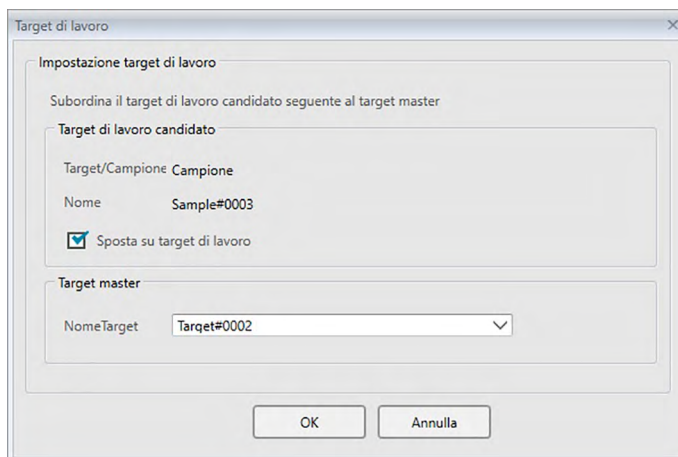 Target di lavoro
Impostazione target di lavoro
Subordina il target di lavoro candidato seguente al target master
Target di lavoro candidato
Target/Campione Campione
Nome Sample#0003
Sposta su target di lavoro
Target master
NomeTarget Target#0002
OK Annulla